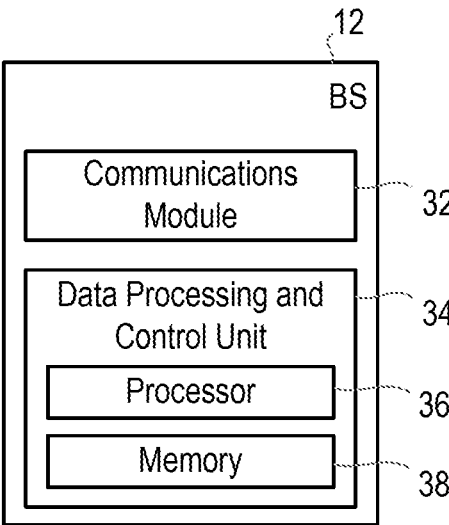 12
BS
Communications
Module
32
Data Processing and
Control Unit
34
Processor
36
Memory
38